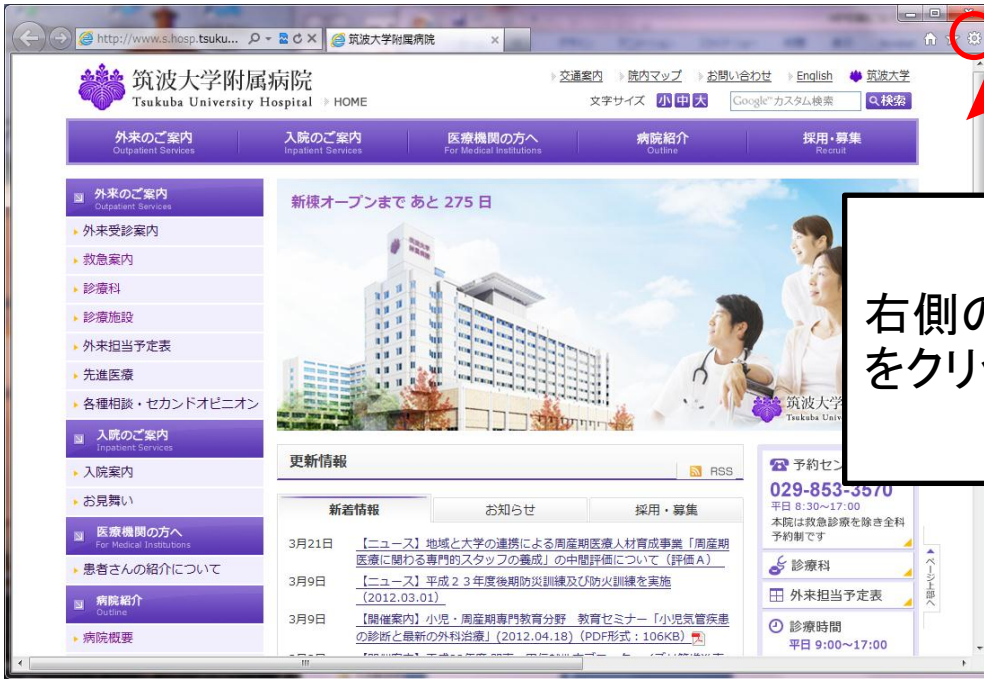 http://www.s.hosp.tsuku...
筑波大学附属病院
筑波大学附属病院
Tsukuba University Hospital
HOME
交通案内
院内マップ
お問い合わせ
English
筑波大学
文字サイズ 小 中 大
Google™カスタム検索
検索
外来のご案内
Outpatient Services
入院のご案内
Inpatient Services
医療機関の方へ
For Medical Institutions
病院紹介
Outline
採用・募集
Recruit
外来のご案内
Outpatient Services
外来受診案内
救急案内
診療科
診療施設
外来担当予定表
先進医療
各種相談・セカンドオピニオン
入院のご案内
Inpatient Services
入院案内
お見舞い
医療機関の方へ
For Medical Institutions
患者さんの紹介について
病院紹介
Outline
病院概要
新棟オープンまで あと 275 日
右側の
をクリ
筑波大学
Tsukuba Univ
更新情報
RSS
新着情報
お知らせ
採用・募集
3月21日 【ニュース】地域と大学の連携による周産期医療人材育成事業「周産期
医療に関わる専門的スタッフの養成」の中間評価について（評価A）
3月9日 【ニュース】平成２３年度後期防災訓練及び防火訓練を実施
（2012.03.01）
3月9日 【開催案内】小児・周産期専門教育分野 教育セミナー「小児気管疾患
の診断と最新の外科治療」(2012.04.18)（PDF形式：106KB）
予約セン
029-853-3570
平日 8:30～17:00
本院は救急診療を除き全科
予約制です
診療科
外来担当予定表
診療時間
平日 9:00～17:00
ページ上部へ